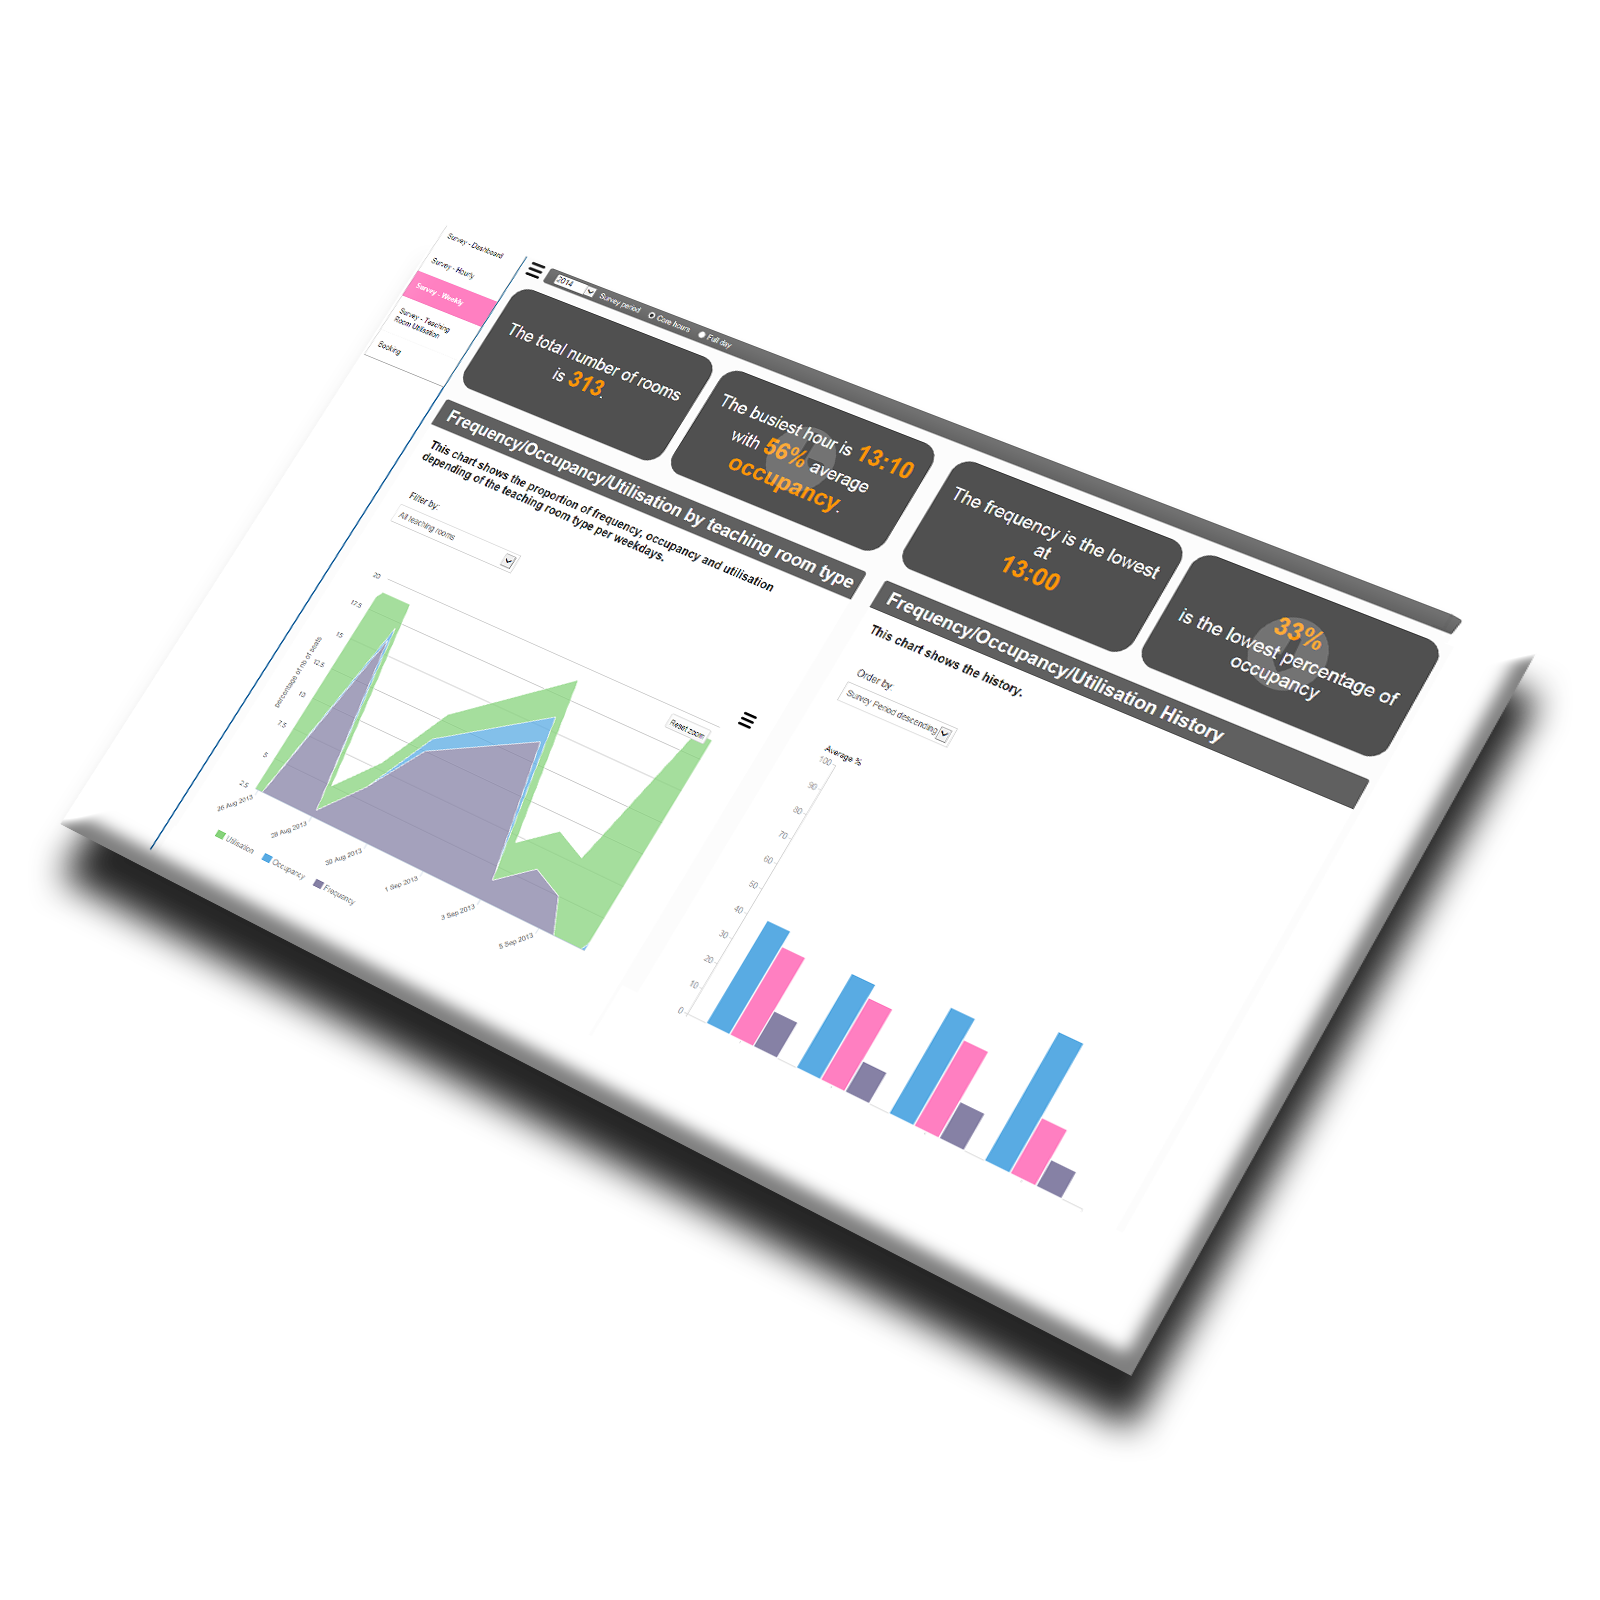 Survey - Dashboard
Survey - Hourly
Survey - Weekly
Survey - Teaching
Room Utilisation
Booking
2014
Survey period
Core hours
Full day
The total number of rooms
is 313.
The busiest hour is 13:10
with 56% average
occupancy.
The frequency is the lowest
at
13:00
33%
is the lowest percentage of
occupancy
Frequency/Occupancy/Utilisation by teaching room type
This chart shows the proportion of frequency, occupancy and utilisation
depending of the teaching room type per weekdays.
Filter by:
All teaching rooms
Reset zoom
percentage of nb of seats
20
17.5
15
12.5
10
7.5
5
2.5
26 Aug 2013
28 Aug 2013
30 Aug 2013
1 Sep 2013
3 Sep 2013
5 Sep 2013
Utilisation
Occupancy
Frequency
Frequency/Occupancy/Utilisation History
This chart shows the history.
Order by:
Survey Period descending
Average %
100
90
80
70
60
50
40
30
20
10
0